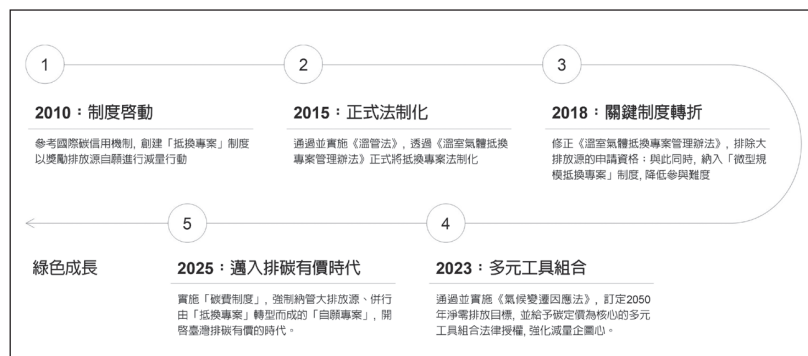 1
2010：制度啓動
參考國際碳信用機制, 創建「抵換專案」制度
以獎勵排放源自願進行減量行動
2
2015：正式法制化
通過並實施《溫管法》, 透過《溫室氣體抵換
專案管理辦法》正式將抵換專案法制化
3
2018：關鍵制度轉折
修正《溫室氣體抵換專案管理辦法》, 排除大
排放源的申請資格；與此同時, 納入「微型規
模抵換專案」制度, 降低參與難度
4
2023：多元工具組合
通過並實施《氣候變遷因應法》, 訂定2050
年淨零排放目標, 並給予碳定價為核心的多元
工具組合法律授權, 強化減量企圖心。
5
2025：邁入排碳有價時代
實施「碳費制度」, 強制納管大排放源、併行
由「抵換專案」轉型而成的「自願專案」, 開
啓臺灣排碳有價的時代。
綠色成長